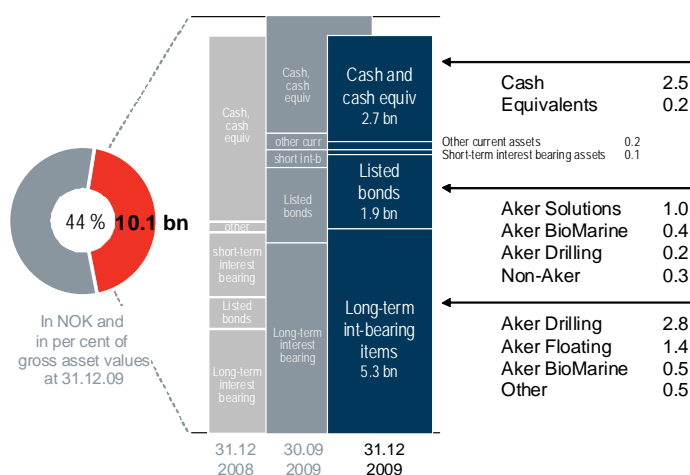 44 %
10.1 bn
In NOK and
in per cent of
gross asset values
at 31.12.09
Cash,
cash
equiv
other
short-term
interest
bearing
Listed
bonds
Long-term
interest
bearing
31.12
2008
Cash,
cash
equiv
other curr
short int-b
Listed
bonds
Long-term
interest
bearing
30.09
2009
Cash and
cash equiv
2.7 bn
Listed
bonds
1.9 bn
Long-term
int-bearing
items
5.3 bn
31.12
2009
Cash 2.5
Equivalents 0.2
Other current assets 0.2
Short-term interest bearing assets 0.1
Aker Solutions 1.0
Aker BioMarine 0.4
Aker Drilling 0.2
Non-Aker 0.3
Aker Drilling 2.8
Aker Floating 1.4
Aker BioMarine 0.5
Other 0.5